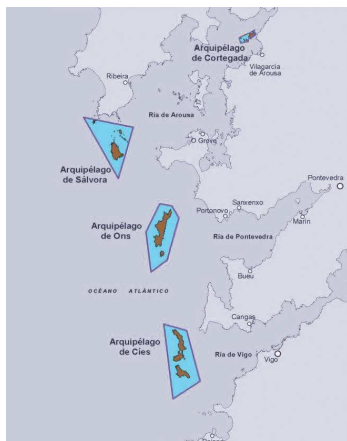 Arquipélago
de Cortegada
Vilagarcía
de Arousa
Ribeira
Ría de Arousa
Grove
Arquipélago
de Sálvora
Pontevedra
Sanxenxo
Portonovo
Marín
Arquipélago
de Ons
Ría de Pontevedra
Bueu
OCÉANO ATLÁNTICO
Cangas
Arquipélago
de Cíes
Ría de Vigo
Vigo